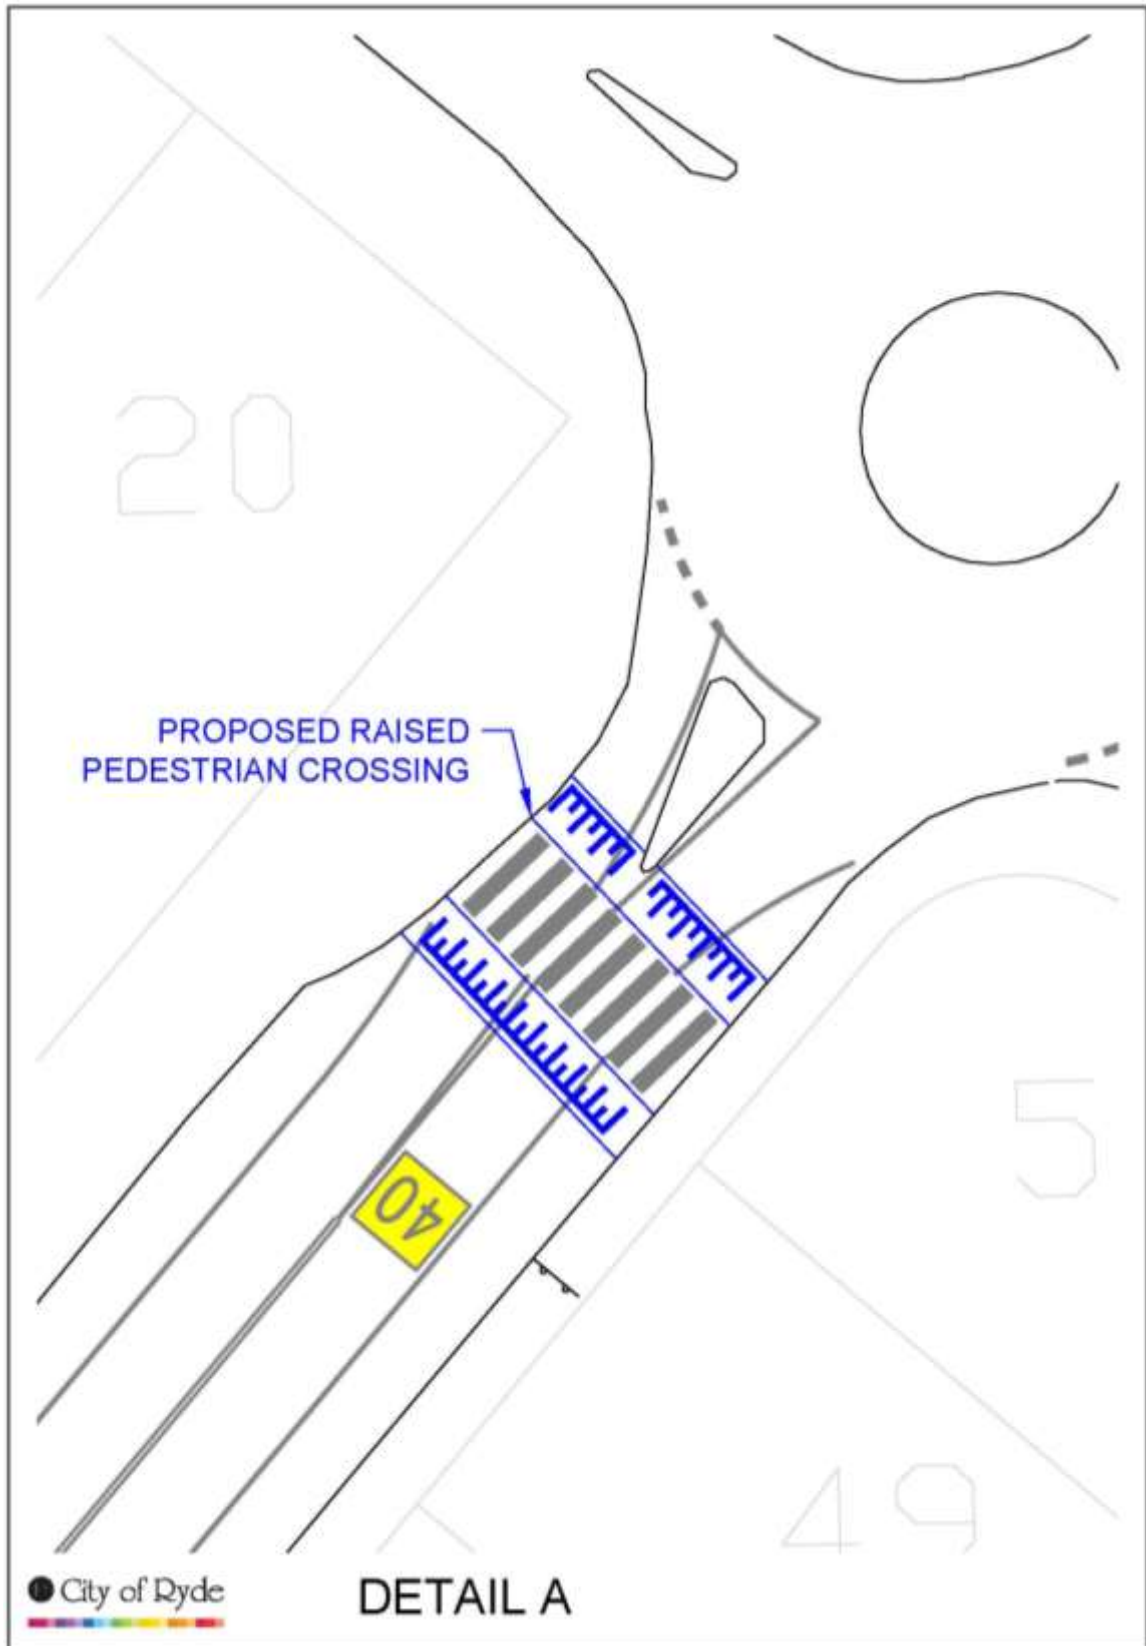 20
PROPOSED RAISED
PEDESTRIAN CROSSING
5
40
49
City of Ryde
DETAIL A